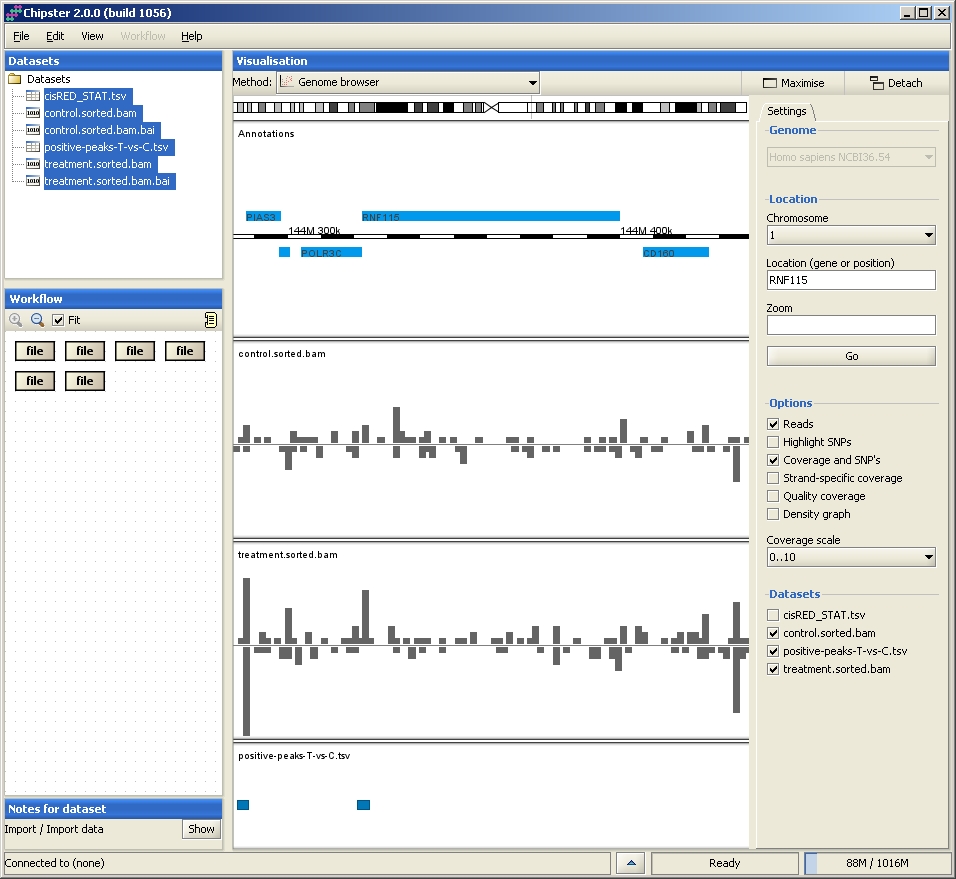 Chipster 2.0.0 (build 1056)
File Edit View Workflow Help
Datasets
Datasets
cisRED_STAT.tsv
control.sorted.bam
control.sorted.bam.bai
positive-peaks-T-vs-C.tsv
treatment.sorted.bam
treatment.sorted.bam.bai
Workflow
Fit
file file file file
file file
Notes for dataset
Import / Import data Show
Visualisation
Method: Genome browser Maximise Detach
Annotations
PIAS3 RNF115
144M 300k 144M 400k
POLR3C CD160
control.sorted.bam
treatment.sorted.bam
positive-peaks-T-vs-C.tsv
Settings
Genome
Homo sapiens NCBI36.54
Location
Chromosome
1
Location (gene or position)
RNF115
Zoom
Go
Options
Reads
Highlight SNPs
Coverage and SNP's
Strand-specific coverage
Quality coverage
Density graph
Coverage scale
0..10
Datasets
cisRED_STAT.tsv
control.sorted.bam
positive-peaks-T-vs-C.tsv
treatment.sorted.bam
Connected to (none) Ready 88M / 1016M